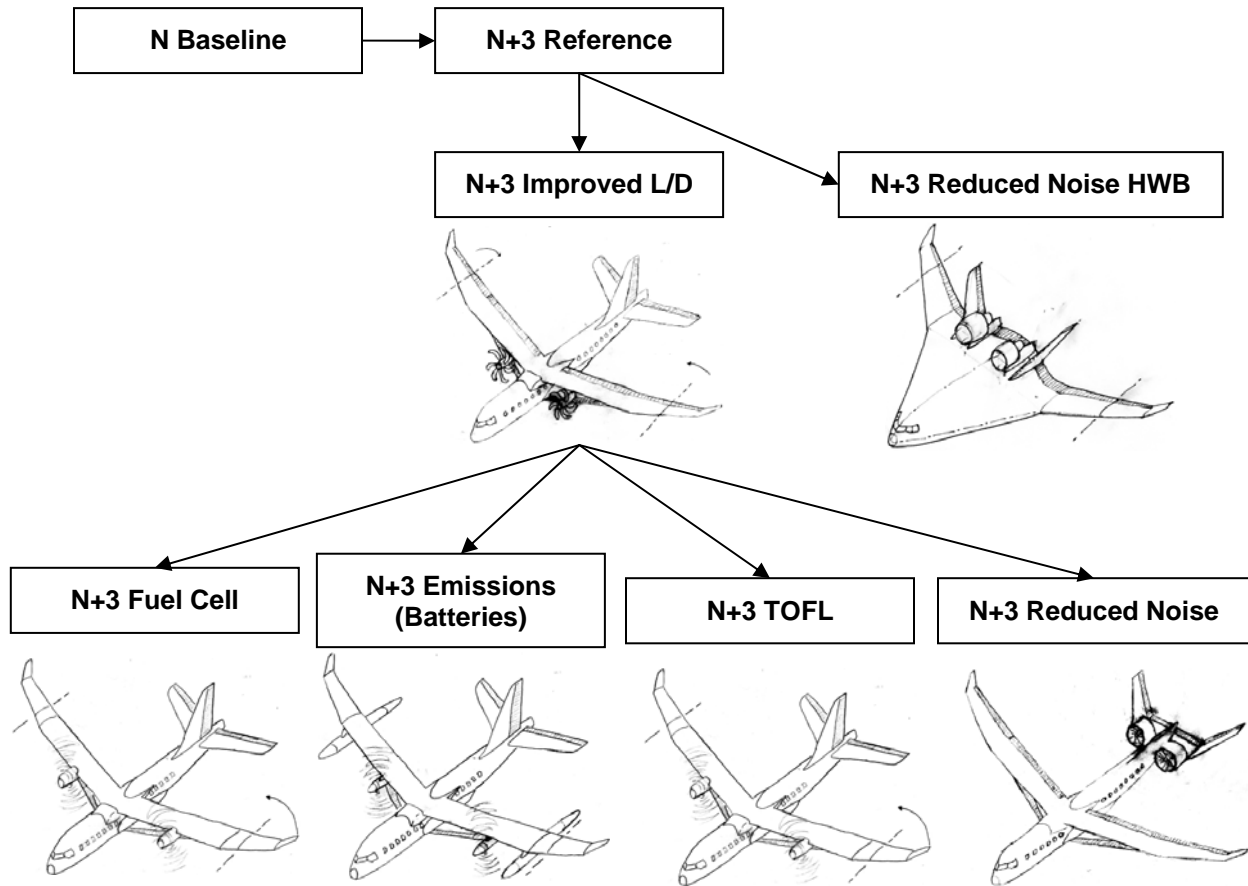 N Baseline
N+3 Reference
N+3 Improved L/D
N+3 Reduced Noise HWB
N+3 Fuel Cell
N+3 Emissions
(Batteries)
N+3 TOFL
N+3 Reduced Noise